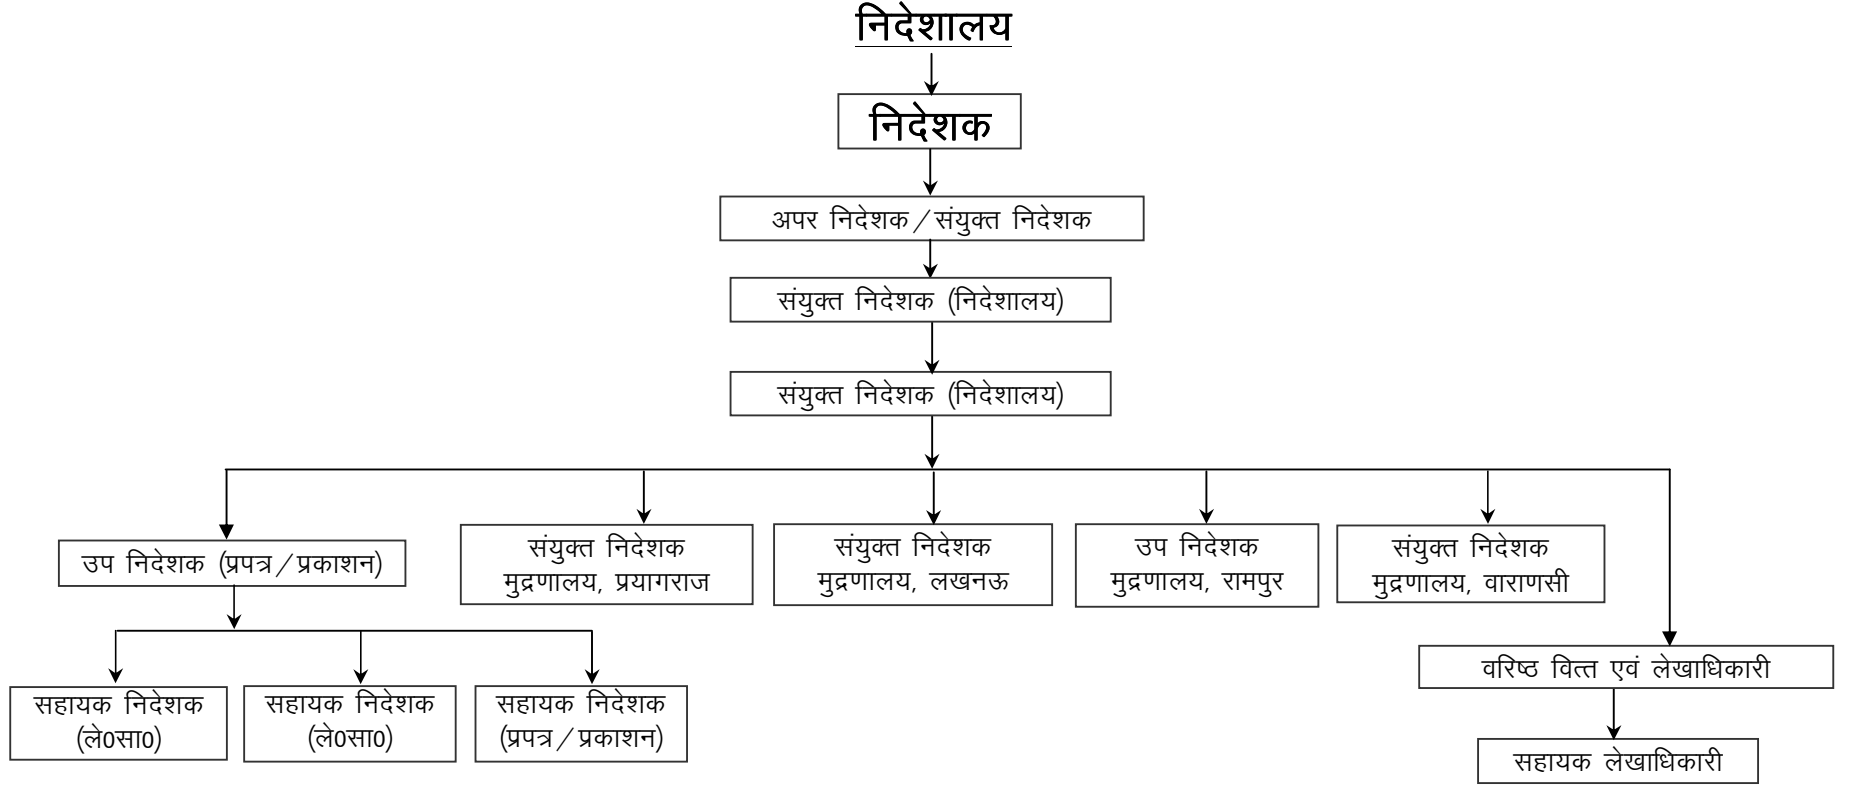 निदेशालय
निदेशक
अपर निदेशक/संयुक्त निदेशक
संयुक्त निदेशक (निदेशालय)
संयुक्त निदेशक (निदेशालय)
उप निदेशक (प्रपत्र/प्रकाशन)
संयुक्त निदेशक
मुद्रणालय, प्रयागराज
संयुक्त निदेशक
मुद्रणालय, लखनऊ
उप निदेशक
मुद्रणालय, रामपुर
संयुक्त निदेशक
मुद्रणालय, वाराणसी
सहायक निदेशक
(ले0सा0)
सहायक निदेशक
(ले0सा0)
सहायक निदेशक
(प्रपत्र/प्रकाशन)
वरिष्ठ वित्त एवं लेखाधिकारी
सहायक लेखाधिकारी